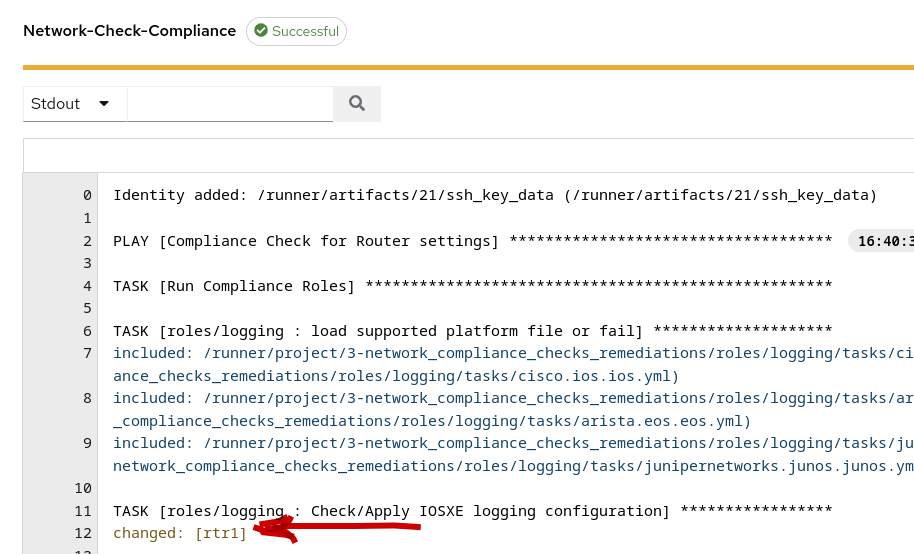 Network-Check-Compliance Successful
Stdout
0 Identity added: /runner/artifacts/21/ssh_key_data (/runner/artifacts/21/ssh_key_data)
1
2 PLAY [Compliance Check for Router settings] ************************************ 16:40:3
3
4 TASK [Run Compliance Roles] ****************************************************
5
6 TASK [roles/logging : load supported platform file or fail] ********************
7 included: /runner/project/3-network_compliance_checks_remediations/roles/logging/tasks/ci
ance_checks_remediations/roles/logging/tasks/cisco.ios.ios.yml)
8 included: /runner/project/3-network_compliance_checks_remediations/roles/logging/tasks/ar
_compliance_checks_remediations/roles/logging/tasks/arista.eos.eos.yml)
9 included: /runner/project/3-network_compliance_checks_remediations/roles/logging/tasks/ju
network_compliance_checks_remediations/roles/logging/tasks/junipernetworks.junos.junos.ym
10
11 TASK [roles/logging : Check/Apply IOSXE logging configuration] *****************
12 changed: [rtr1]